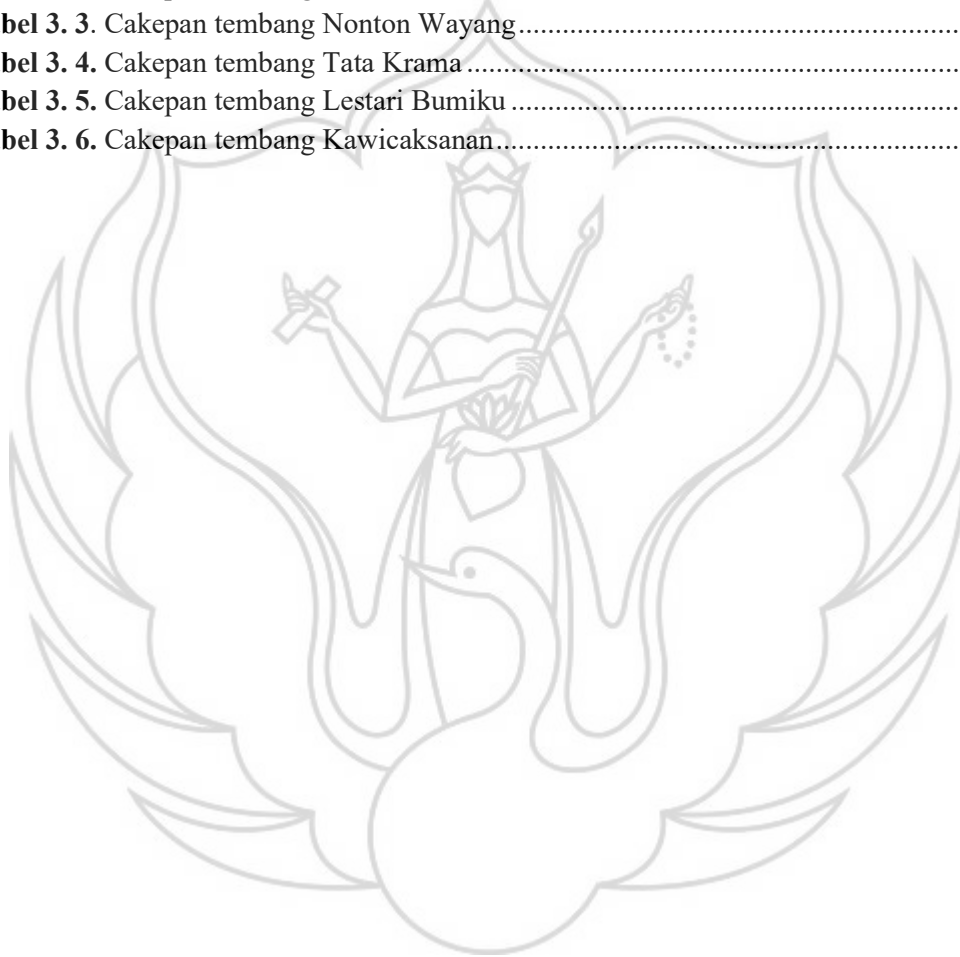 bel 3. 3. Cakepan tembang Nonton Wayang......................................................
bel 3. 4. Cakepan tembang Tata Krama .............................................................
bel 3. 5. Cakepan tembang Lestari Bumiku .......................................................
bel 3. 6. Cakepan tembang Kawicaksanan.........................................................